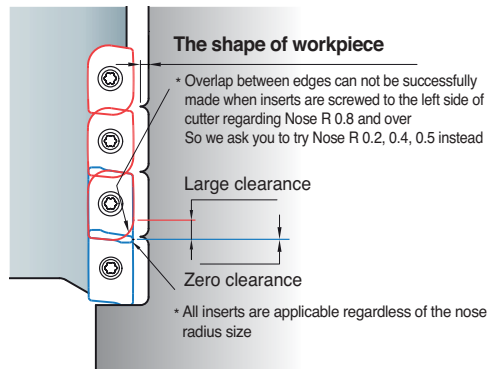 The shape of workpiece
* Overlap between edges can not be successfully
made when inserts are screwed to the left side of
cutter regarding Nose R 0.8 and over
So we ask you to try Nose R 0.2, 0.4, 0.5 instead
Large clearance
Zero clearance
* All inserts are applicable regardless of the nose
radius size